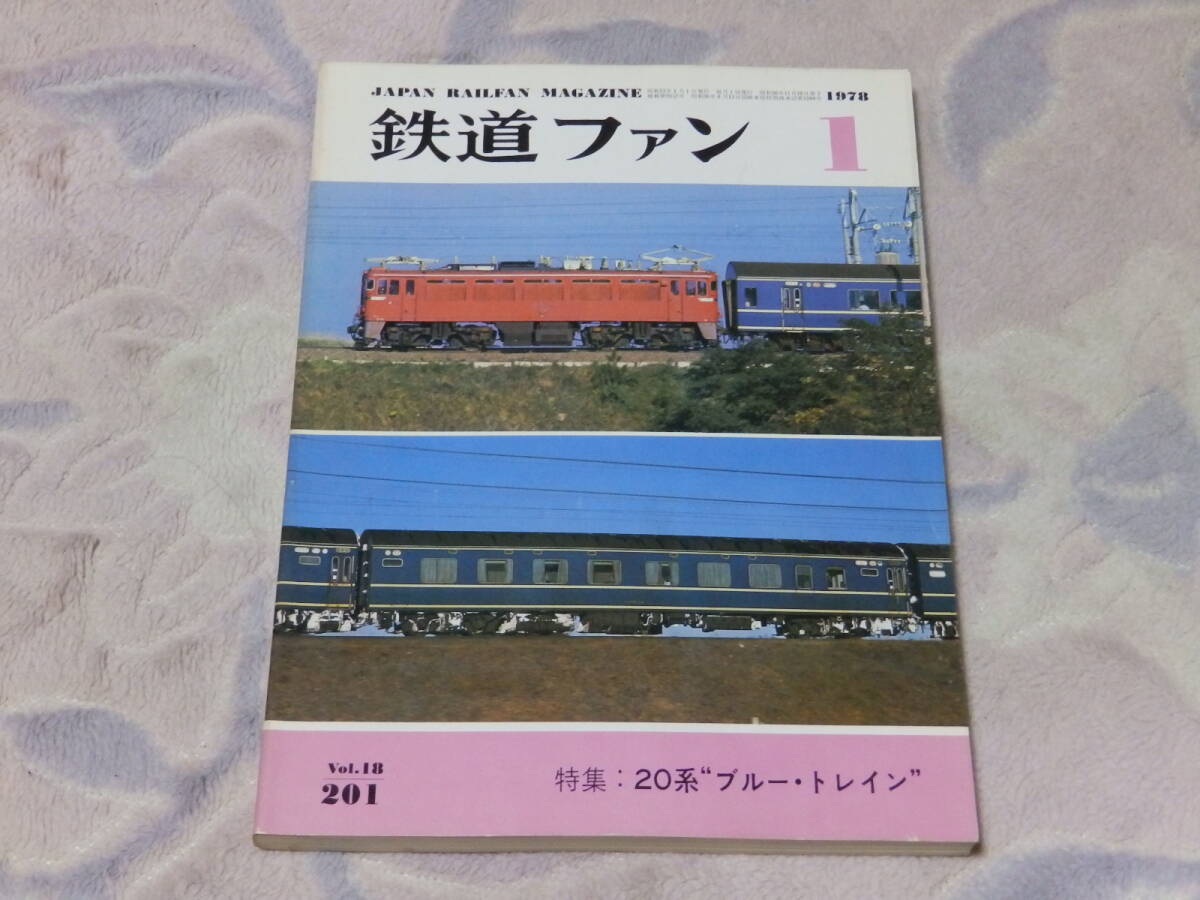 JAPAN RAILFAN MAGAZINE
1978
鉄道ファン
1
Vol.18
201
特集：20系“ブルー・トレイン”